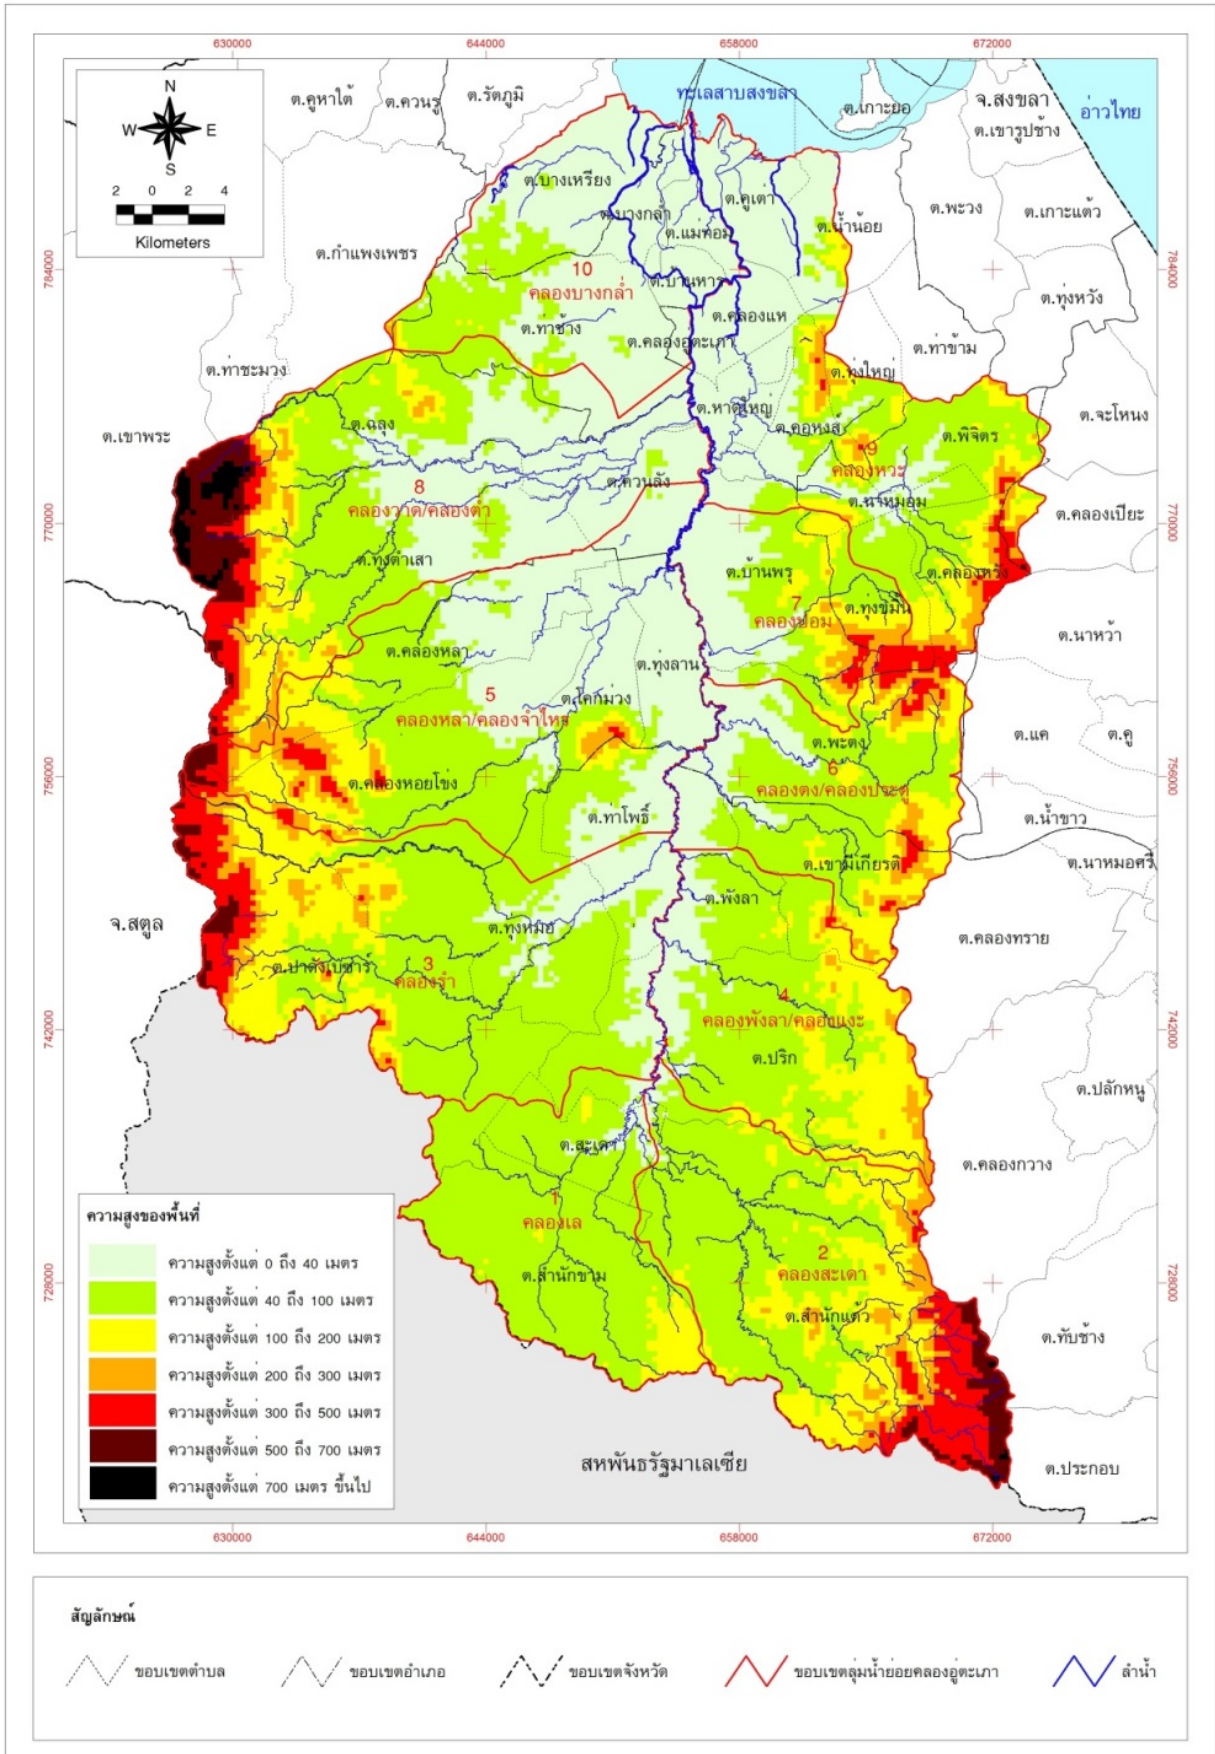 630000
644000
658000
672000
N
W
E
S
2 0 2 4
Kilometers
ต.คูหาใต้
ต.ควนรู
ต.รัตภูมิ
ทะเลสาบสงขลา
ต.เกาะยอ
จ.สงขลา
ต.เขารูปช้าง
อ่าวไทย
ต.บางเหรียง
ต.บางกล่ำ
ต.แม่ทอม
ต.คูเต่า
ต.น้ำน้อย
ต.พะวง
ต.เกาะแต้ว
ต.กำแพงเพชร
784000
784000
10
คลองบางกล่ำ
ต.บ้านหาร
ต.ท่าช้าง
ต.คลองแห
ต.คลองอู่ตะเภา
ต.ทุ่งหวัง
ต.ท่าข้าม
ต.ทุ่งใหญ่
ต.ท่าชะมวง
ต.เขาพระ
ต.ฉลุง
ต.หาดใหญ่
ต.คอหงส์
ต.พิจิตร
ต.จะโหนง
9
คลองหวะ
8
คลองวาด/คลองต่ำ
ต.ควนลัง
ต.นาหม่อม
ต.คลองเปียะ
770000
770000
ต.ทุ่งตำเสา
ต.บ้านพรุ
ต.คลองหรัง
7
คลองปอม
ต.ทุ่งขมิ้น
ต.นาหว้า
ต.คลองหลา
ต.ทุ่งลาน
5
คลองหลา/คลองจำไหร
ต.โคกม่วง
ต.พะตง
ต.แค
ต.คู
6
คลองตง/คลองประตู
756000
756000
ต.คลองหอยโข่ง
ต.ท่าโพธิ์
ต.น้ำขาว
ต.เขามีเกียรติ
ต.นาหมอศรี
ต.พังลา
จ.สตูล
ต.ทุ่งหมอ
ต.คลองทราย
ต.ปาดังเบซาร์
3
คลองรำ
4
คลองพังลา/คลองแงะ
742000
742000
ต.ปริก
ต.ปลักหนู
ต.สะเดา
ต.คลองกวาง
1
คลองเล
2
คลองสะเดา
ต.สำนักขาม
728000
728000
ต.สำนักแต้ว
ต.ทับช้าง
สหพันธรัฐมาเลเซีย
ต.ประกอบ
ความสูงของพื้นที่
ความสูงตั้งแต่ 0 ถึง 40 เมตร
ความสูงตั้งแต่ 40 ถึง 100 เมตร
ความสูงตั้งแต่ 100 ถึง 200 เมตร
ความสูงตั้งแต่ 200 ถึง 300 เมตร
ความสูงตั้งแต่ 300 ถึง 500 เมตร
ความสูงตั้งแต่ 500 ถึง 700 เมตร
ความสูงตั้งแต่ 700 เมตร ขึ้นไป
630000
644000
658000
672000
สัญลักษณ์
ขอบเขตตำบล
ขอบเขตอำเภอ
ขอบเขตจังหวัด
ขอบเขตลุ่มน้ำย่อยคลองอู่ตะเภา
ลำน้ำ